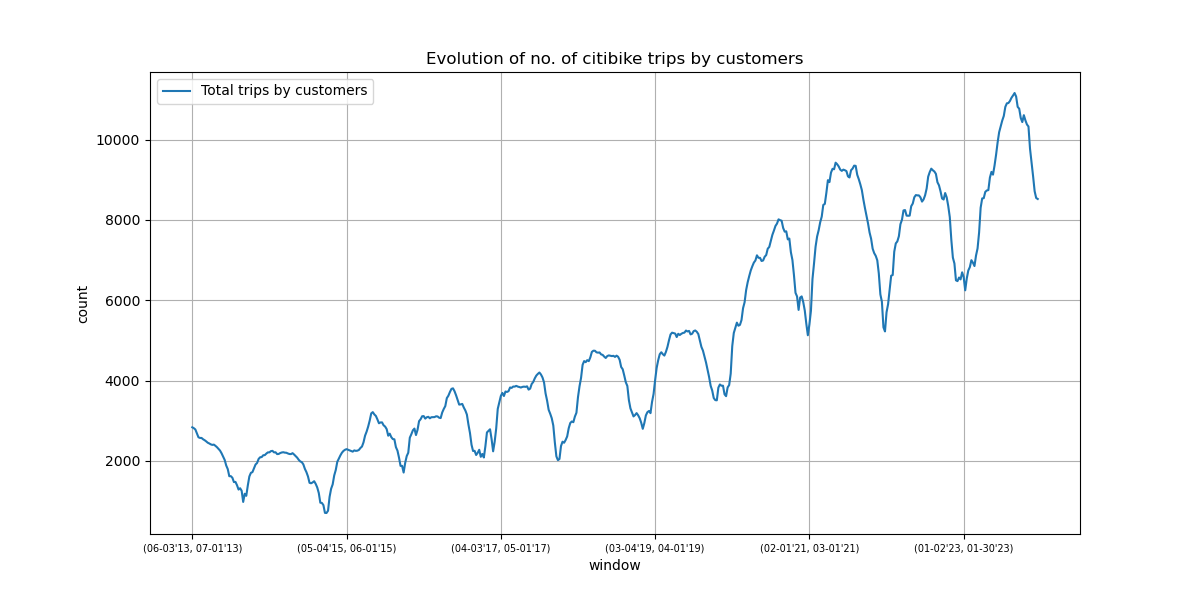 Evolution of no. of citibike trips by customers
Total trips by customers
10000
8000
6000
4000
2000
count
(06-03'13, 07-01'13)
(05-04'15, 06-01'15)
(04-03'17, 05-01'17)
(03-04'19, 04-01'19)
(02-01'21, 03-01'21)
(01-02'23, 01-30'23)
window